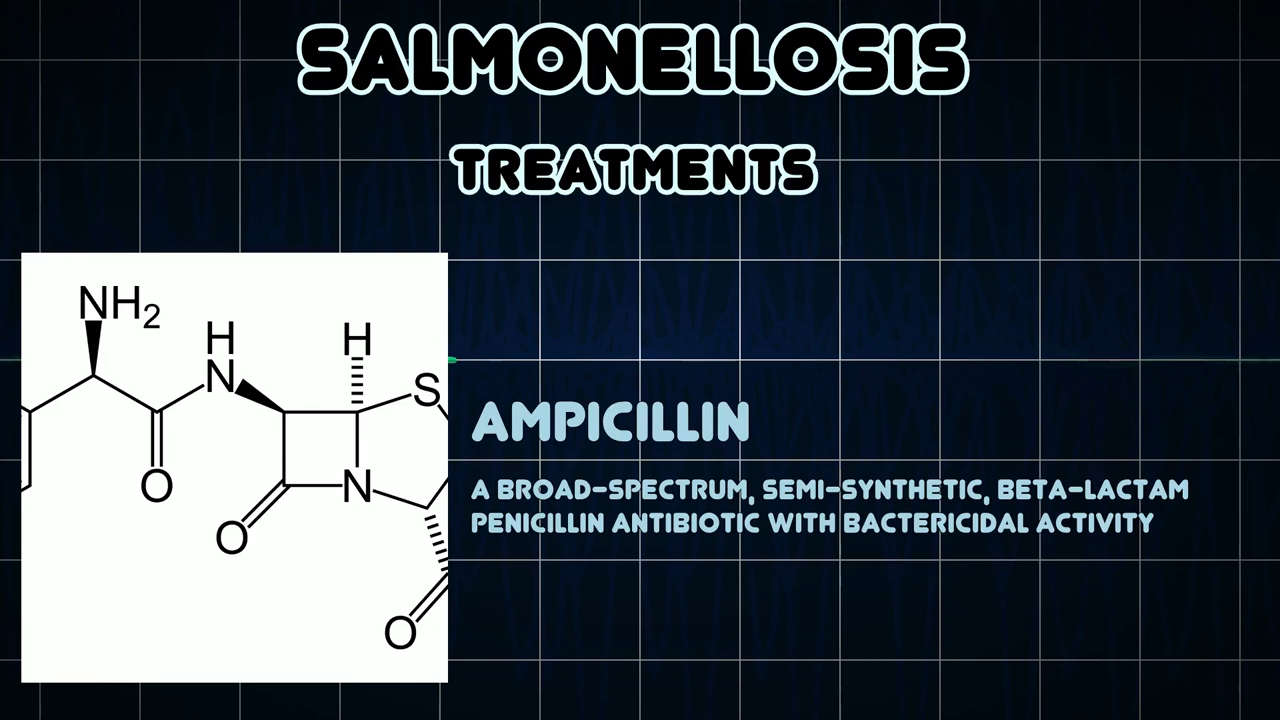 SALMONELLOSIS
TREATMENTS
NH2
H
N
H
S
O
N
O
O
AMPICILLIN
A BROAD-SPECTRUM, SEMI-SYNTHETIC, BETA-LACTAM
PENICILLIN ANTIBIOTIC WITH BACTERICIDAL ACTIVITY